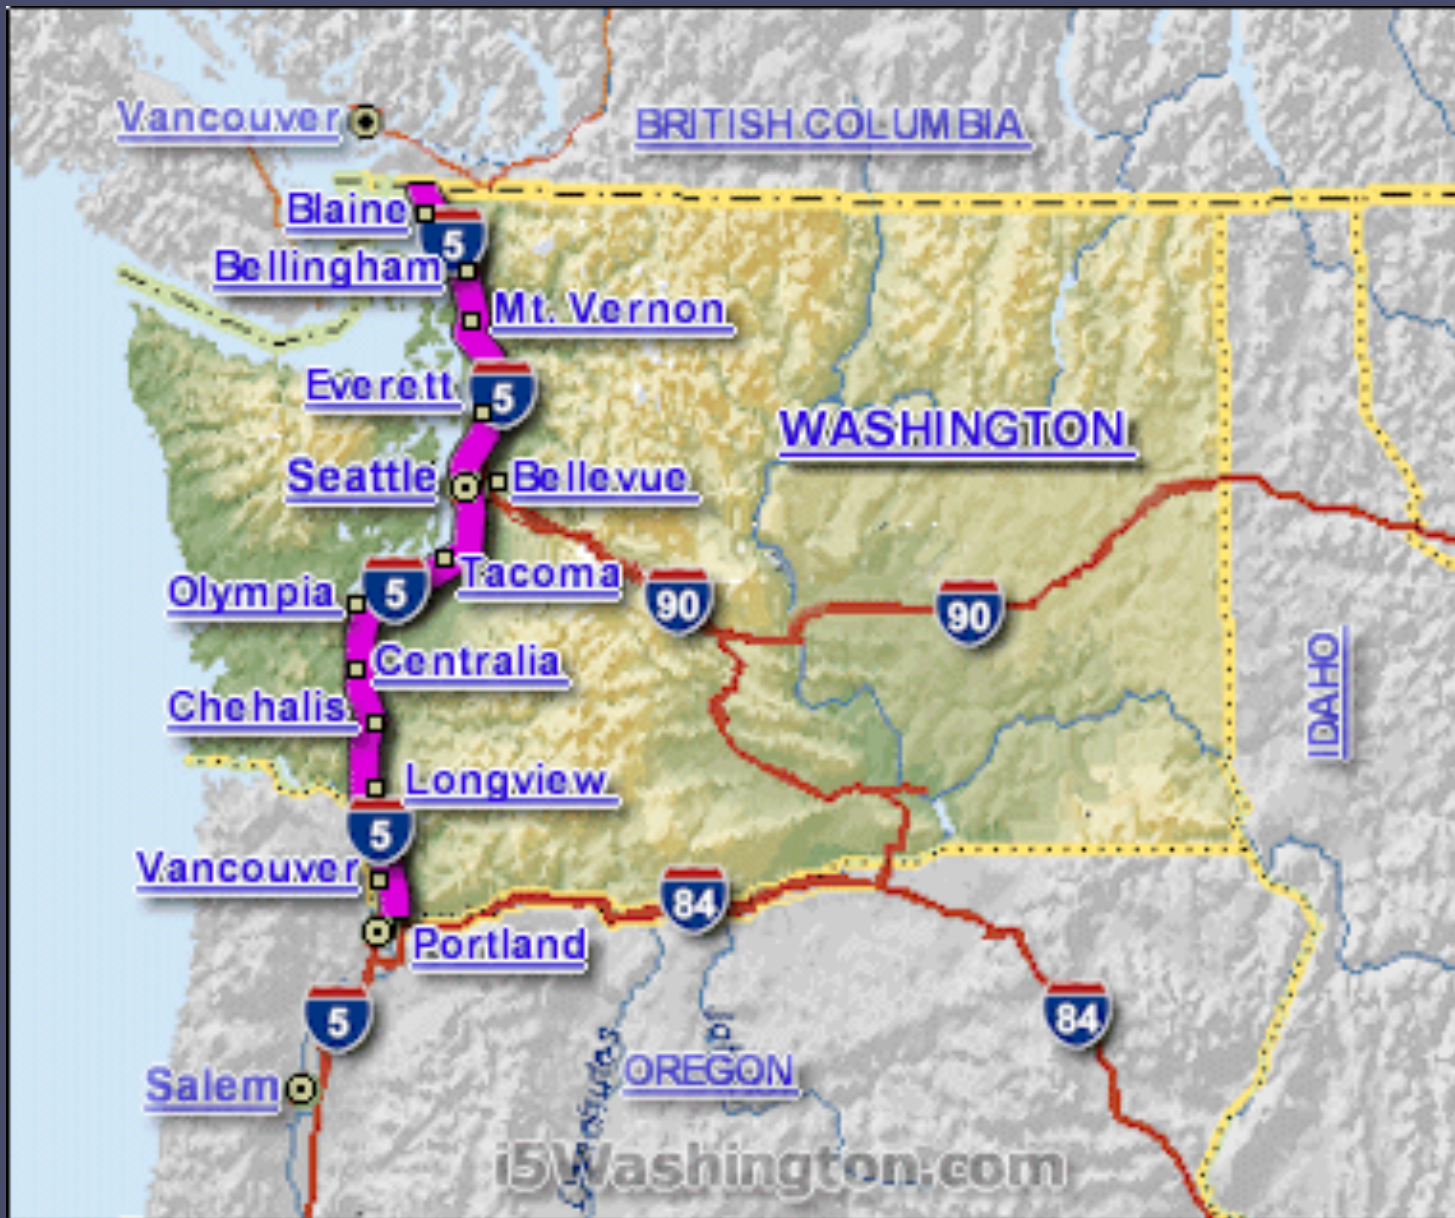 Vancouver
BRITISH COLUMBIA
Blaine
5
Bellingham
Mt. Vernon
Everett
5
WASHINGTON
Seattle
Bellevue
Tacoma
Olympia
5
90
90
Centralia
Chehalis
IDAHO
Longview
5
Vancouver
84
Portland
5
84
OREGON
Salem
i5Washington.com